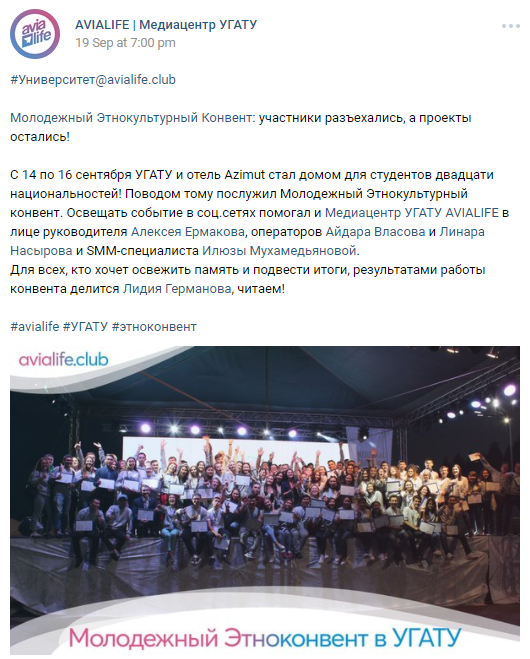 avia
life
AVIALIFE | Медиацентр УГАТУ
19 Sep at 7:00 pm
#Университет@avialife.club
Молодежный Этнокультурный Конвент: участники разъехались, а проекты
остались!
С 14 по 16 сентября УГАТУ и отель Azimut стал домом для студентов двадцати
национальностей! Поводом тому послужил Молодежный Этнокультурный
конвент. Освещать событие в соц.сетях помогал и Медиацентр УГАТУ AVIALIFE в
лице руководителя Алексея Ермакова, операторов Айдара Власова и Линара
Насырова и SMM-специалиста Илюзы Мухамедьяновой.
Для всех, кто хочет освежить память и подвести итоги, результатами работы
конвента делится Лидия Германова, читаем!
#avialife #УГАТУ #этноконвент
avialife.club
Молодежный Этноконвент в УГАТУ